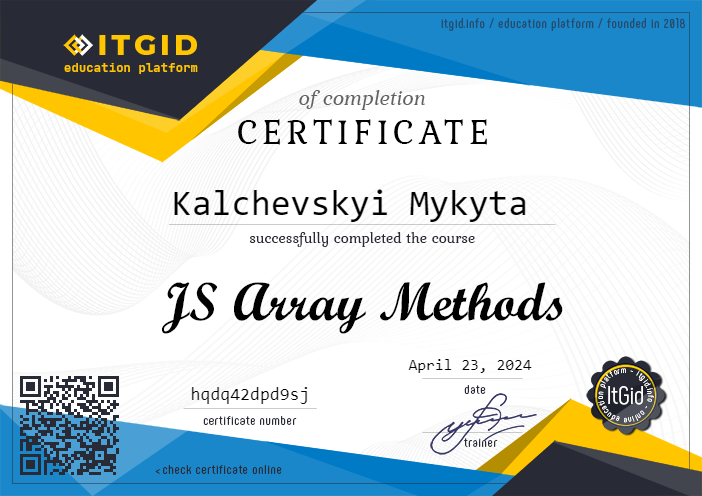 itgid.info / education platform / founded in 2018
ITGID
education platform
of completion
CERTIFICATE
Kalchevskyi Mykyta
successfully completed the course
JS Array Methods
April 23, 2024
date
hqdq42dpd9sj
certificate number
trainer
education platform - itgid.info - online
ItGid
< check certificate online